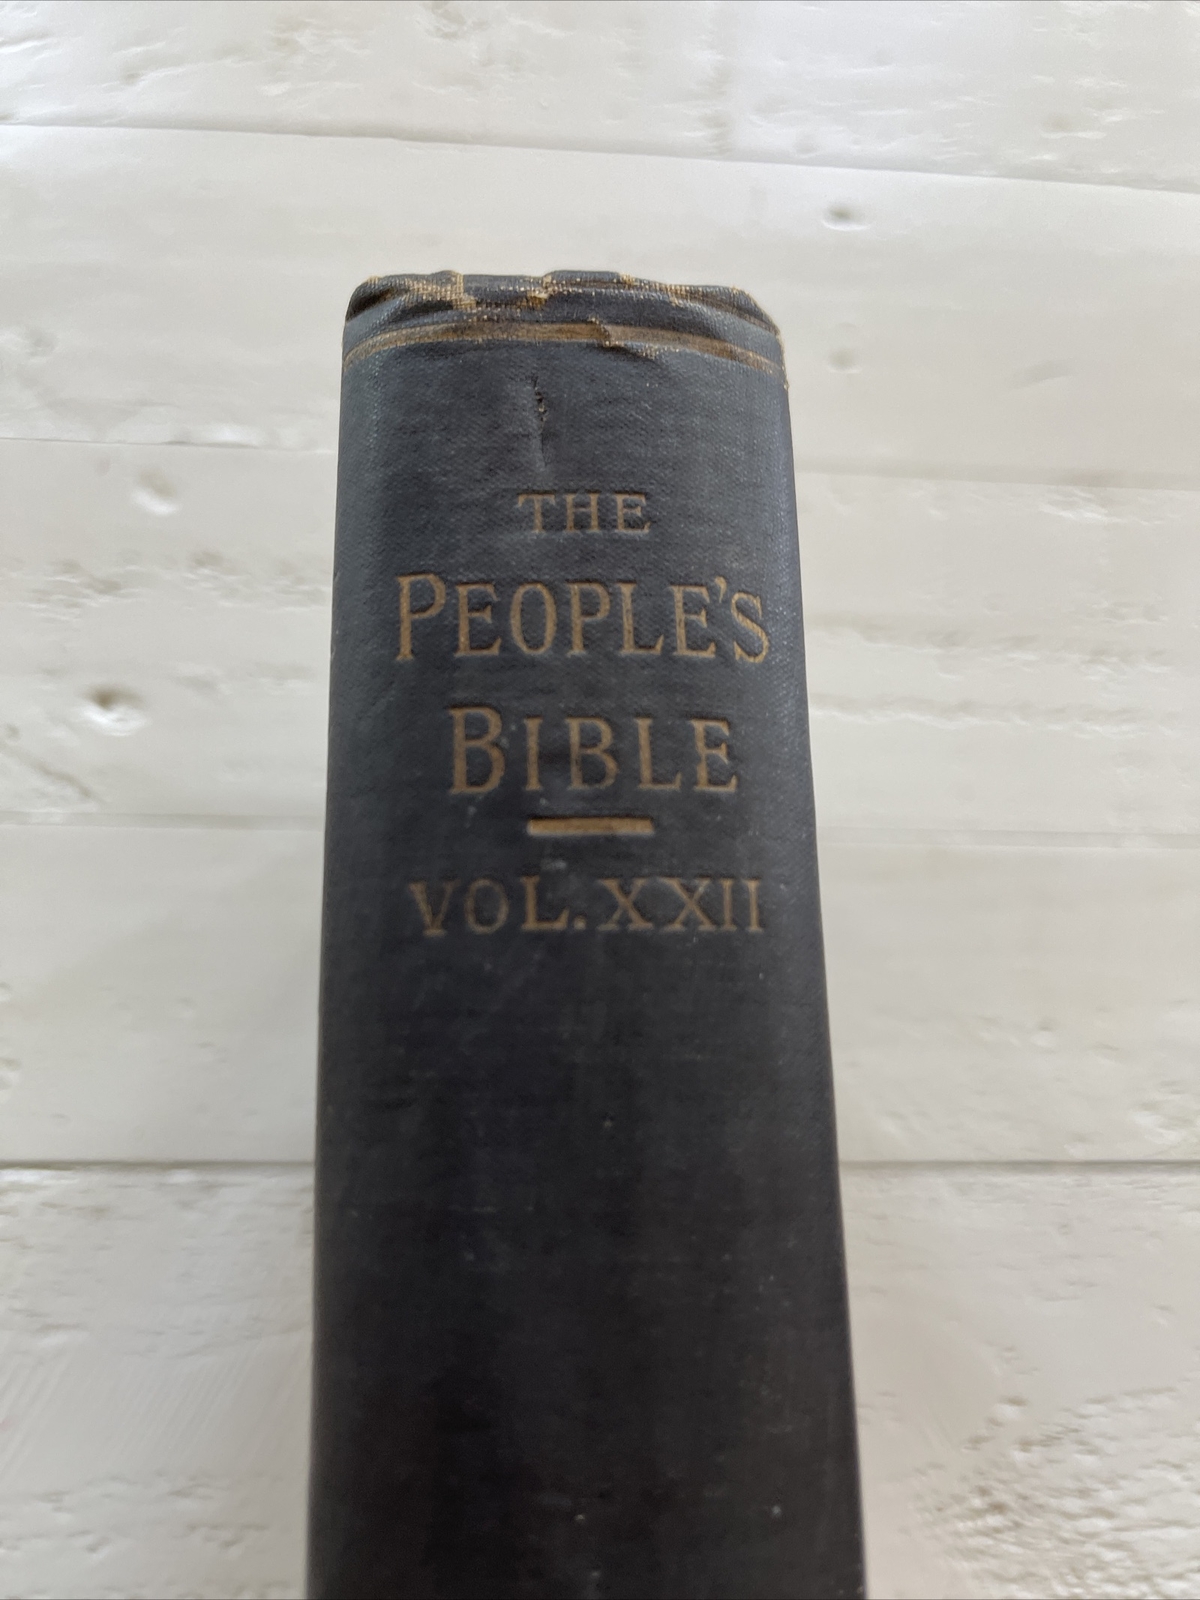 THE
PEOPLE'S
BIBLE
VOL. XXII